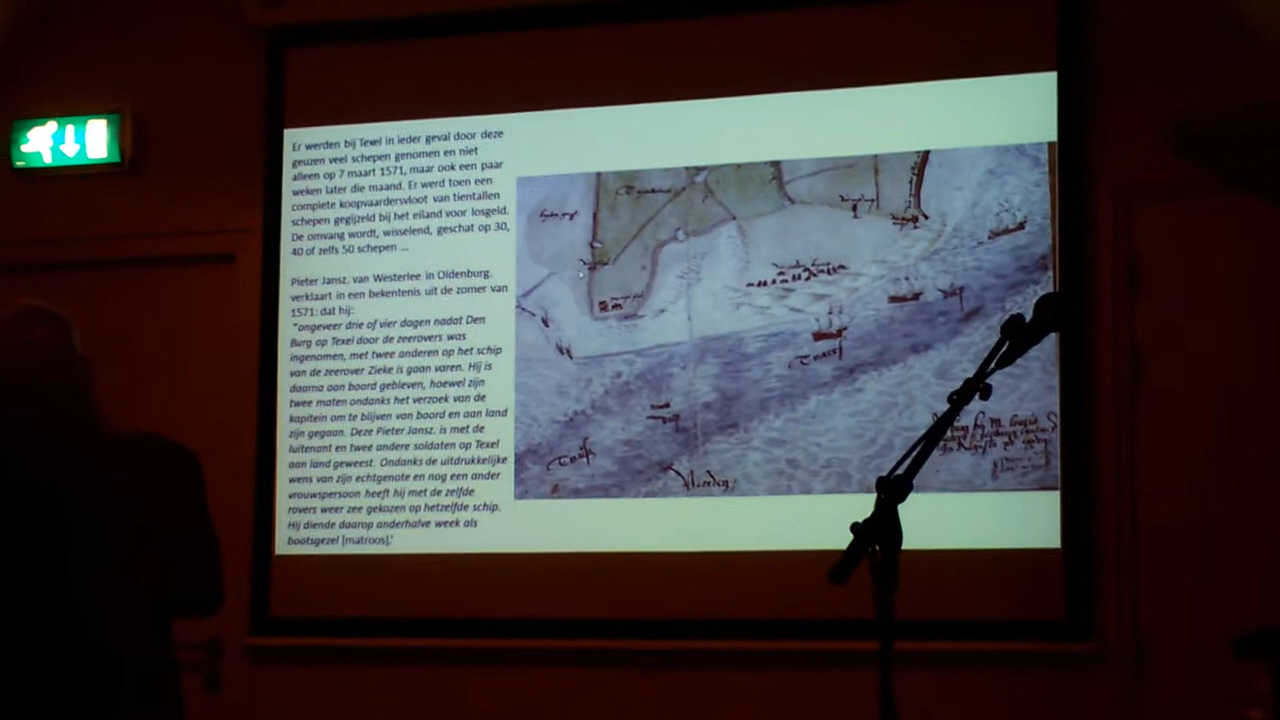 Er werden bij Texel in ieder geval door deze
geuzen veel schepen genomen en niet
alleen op 7 maart 1571, maar ook een paar
weken later die maand. Er werd toen een
complete koopvaardersvloot van tientallen
schepen gegijzeld bij het eiland voor losgeld.
De omvang wordt, wisselend, geschat op 30,
40 of zelfs 50 schepen ...
Pieter Jansz. van Westerlee in Oldenburg.
verklaart in een bekentenis uit de zomer van
1571: dat hij:
"ongeveer drie of vier dagen nadat Den
Burg op Texel door de zeerovers was
ingenomen, met twee anderen op het schip
van de zeerover Zieke is gaan varen. Hij is
daarna aan boord gebleven, hoewel zijn
twee maten ondanks het verzoek van de
kapitein om te blijven van boord en aan land
zijn gegaan. Deze Pieter Jansz. is met de
luitenant en twee andere soldaten op Texel
aan land geweest. Ondanks de uitdrukkelijke
wens van zijn echtgenote en nog een ander
vrouwspersoon heeft hij met de zelfde
rovers weer zee gekozen op hetzelfde schip.
Hij diende daarop anderhalve week als
bootsgezel [matroos].'